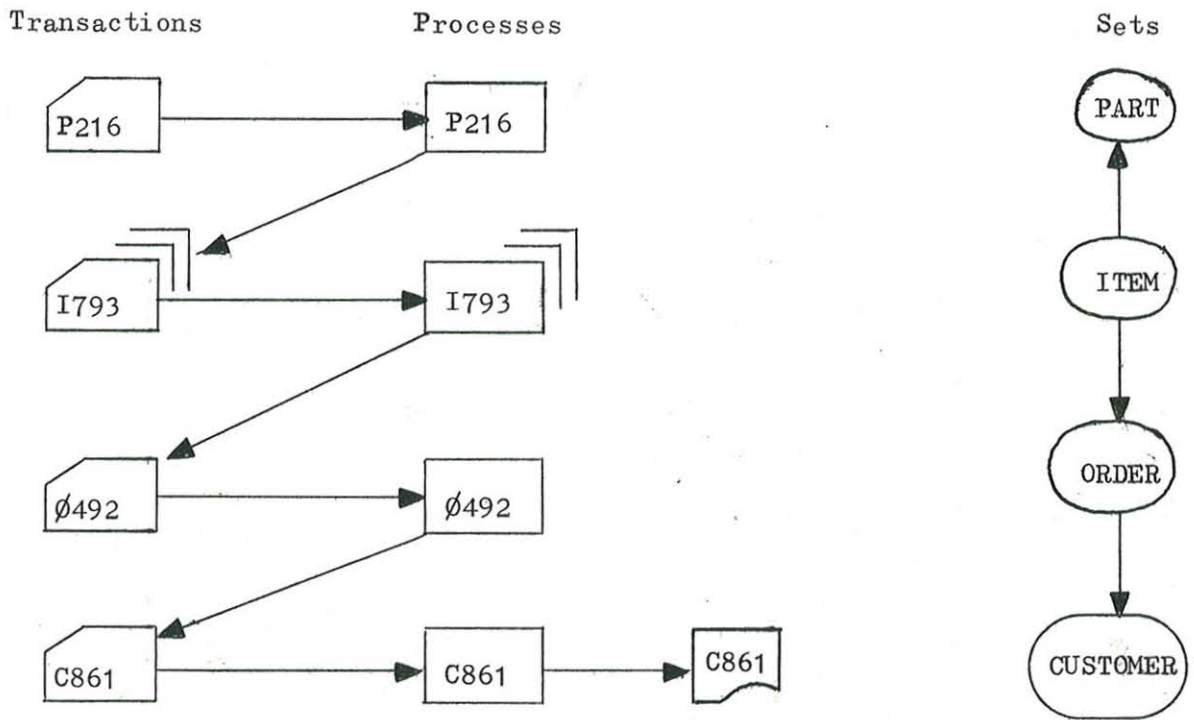 Transactions Processes Sets
P216 P216 PART
I793 I793 ITEM
Ø492 Ø492 ORDER
C861 C861 C861 CUSTOMER